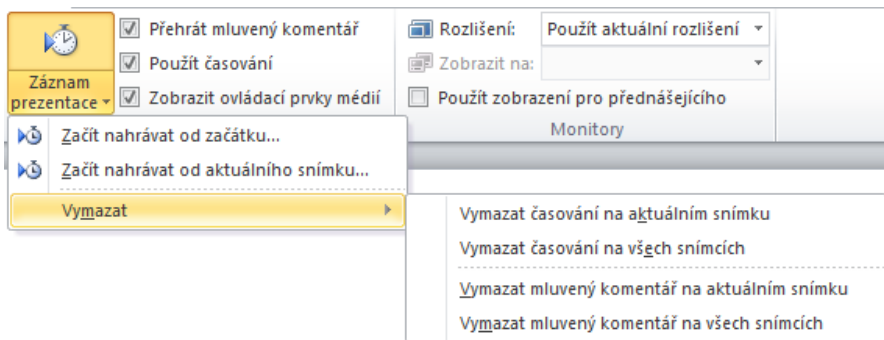 Záznam
prezentace
Přehrát mluvený komentář
Použít časování
Zobrazit ovládací prvky médií
Rozlišení: Použít aktuální rozlišení
Zobrazit na:
Použít zobrazení pro přednášejícího
Monitory
Začít nahrávat od začátku...
Začít nahrávat od aktuálního snímku...
Vymazat
Vymazat časování na aktuálním snímku
Vymazat časování na všech snímcích
Vymazat mluvený komentář na aktuálním snímku
Vymazat mluvený komentář na všech snímcích